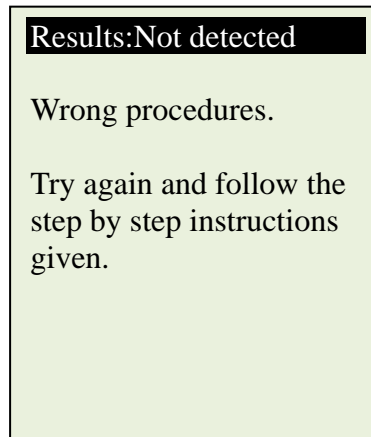 Results:Not detected
Wrong procedures.
Try again and follow the
step by step instructions
given.